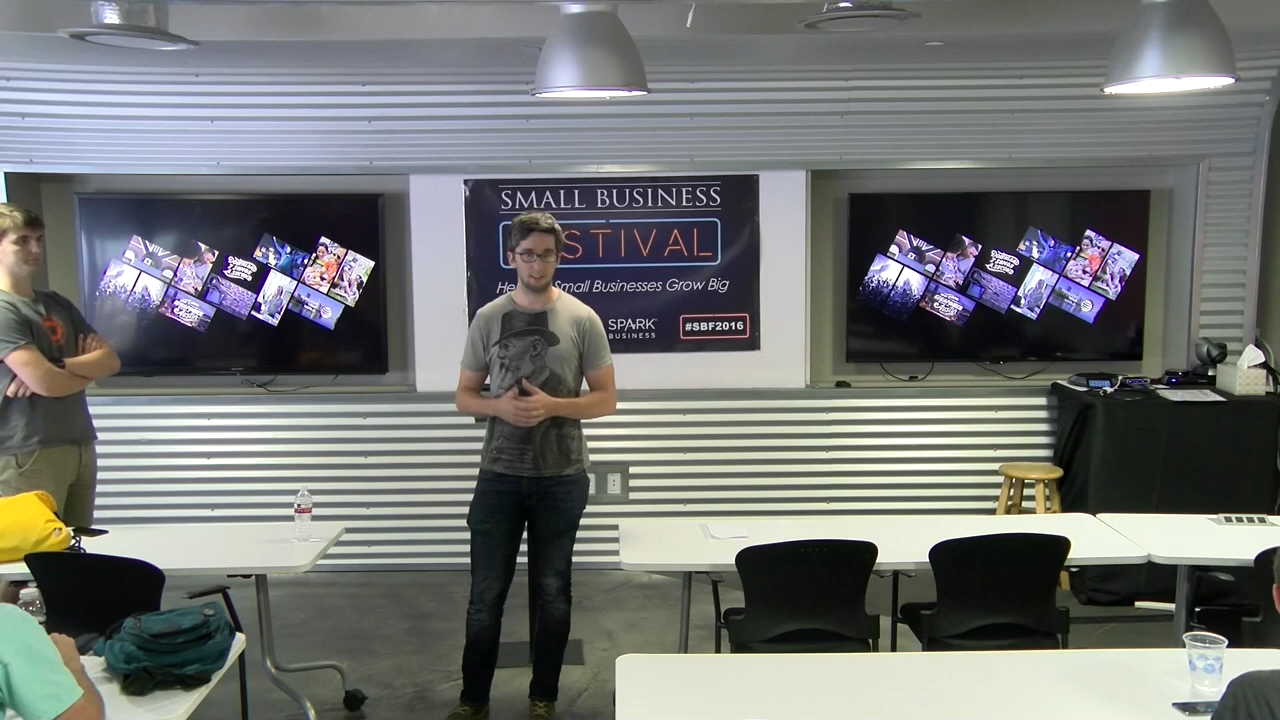 SMALL BUSINESS
STIVAL
Small Businesses Grow Big
SPARK
BUSINESS
#SBF2016